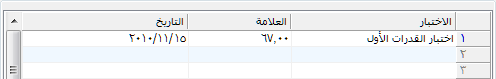 الاختبار العلامة التاريخ
١ اختبار القدرات الأول ٦٧,٠٠ ٢٠١٠/١١/١٥
٢
٣